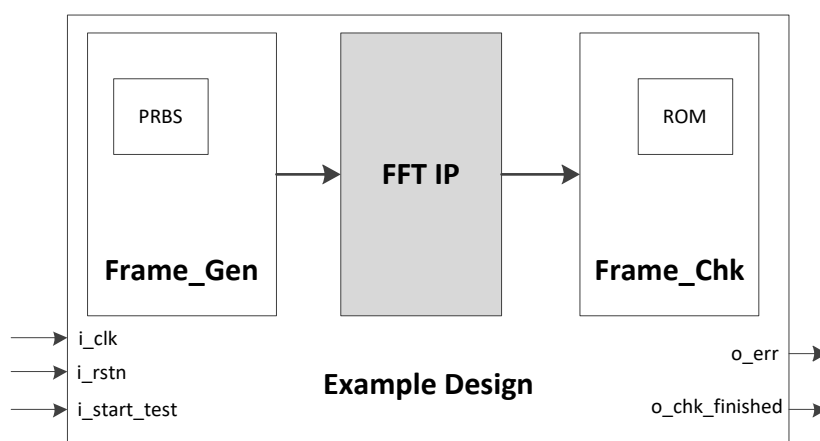 PRBS
ROM
FFT IP
Frame_Gen
Frame_Chk
i_clk
i_rstn
i_start_test
Example Design
o_err
o_chk_finished